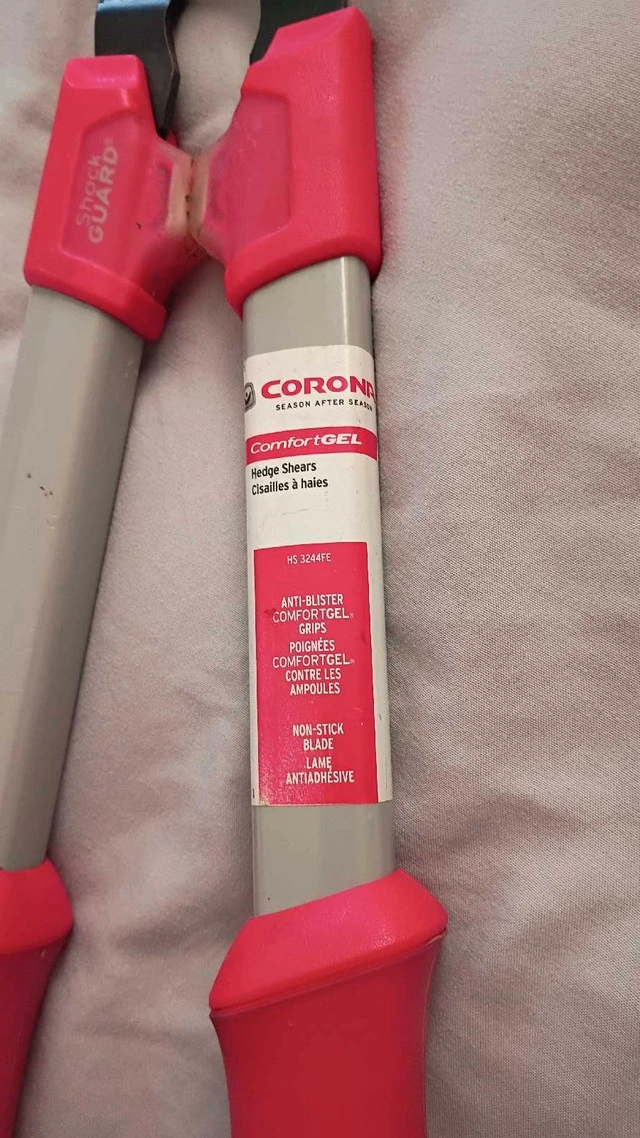 Shock
GUARD®
CORONA
SEASON AFTER SEASON
ComfortGEL
Hedge Shears
Cisailles à haies
HS 3244FE
ANTI-BLISTER
COMFORTGEL®
GRIPS
POIGNÉES
COMFORTGEL®
CONTRE LES
AMPOULES
NON-STICK
BLADE
LAME
ANTIADHÉSIVE